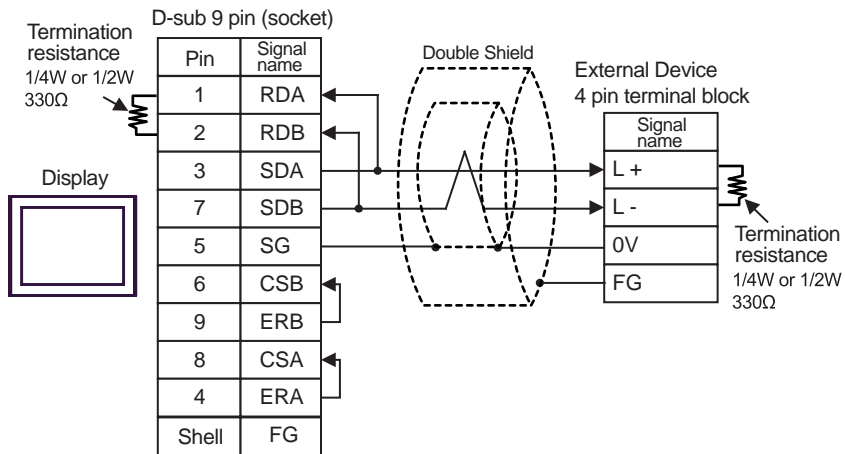 D-sub 9 pin (socket)
Termination
resistance
1/4W or 1/2W
330Ω
Display
Pin Signal name
1 RDA
2 RDB
3 SDA
7 SDB
5 SG
6 CSB
9 ERB
8 CSA
4 ERA
Shell FG
Double Shield
External Device
4 pin terminal block
Signal
name
L +
L -
0V
FG
Termination
resistance
1/4W or 1/2W
330Ω